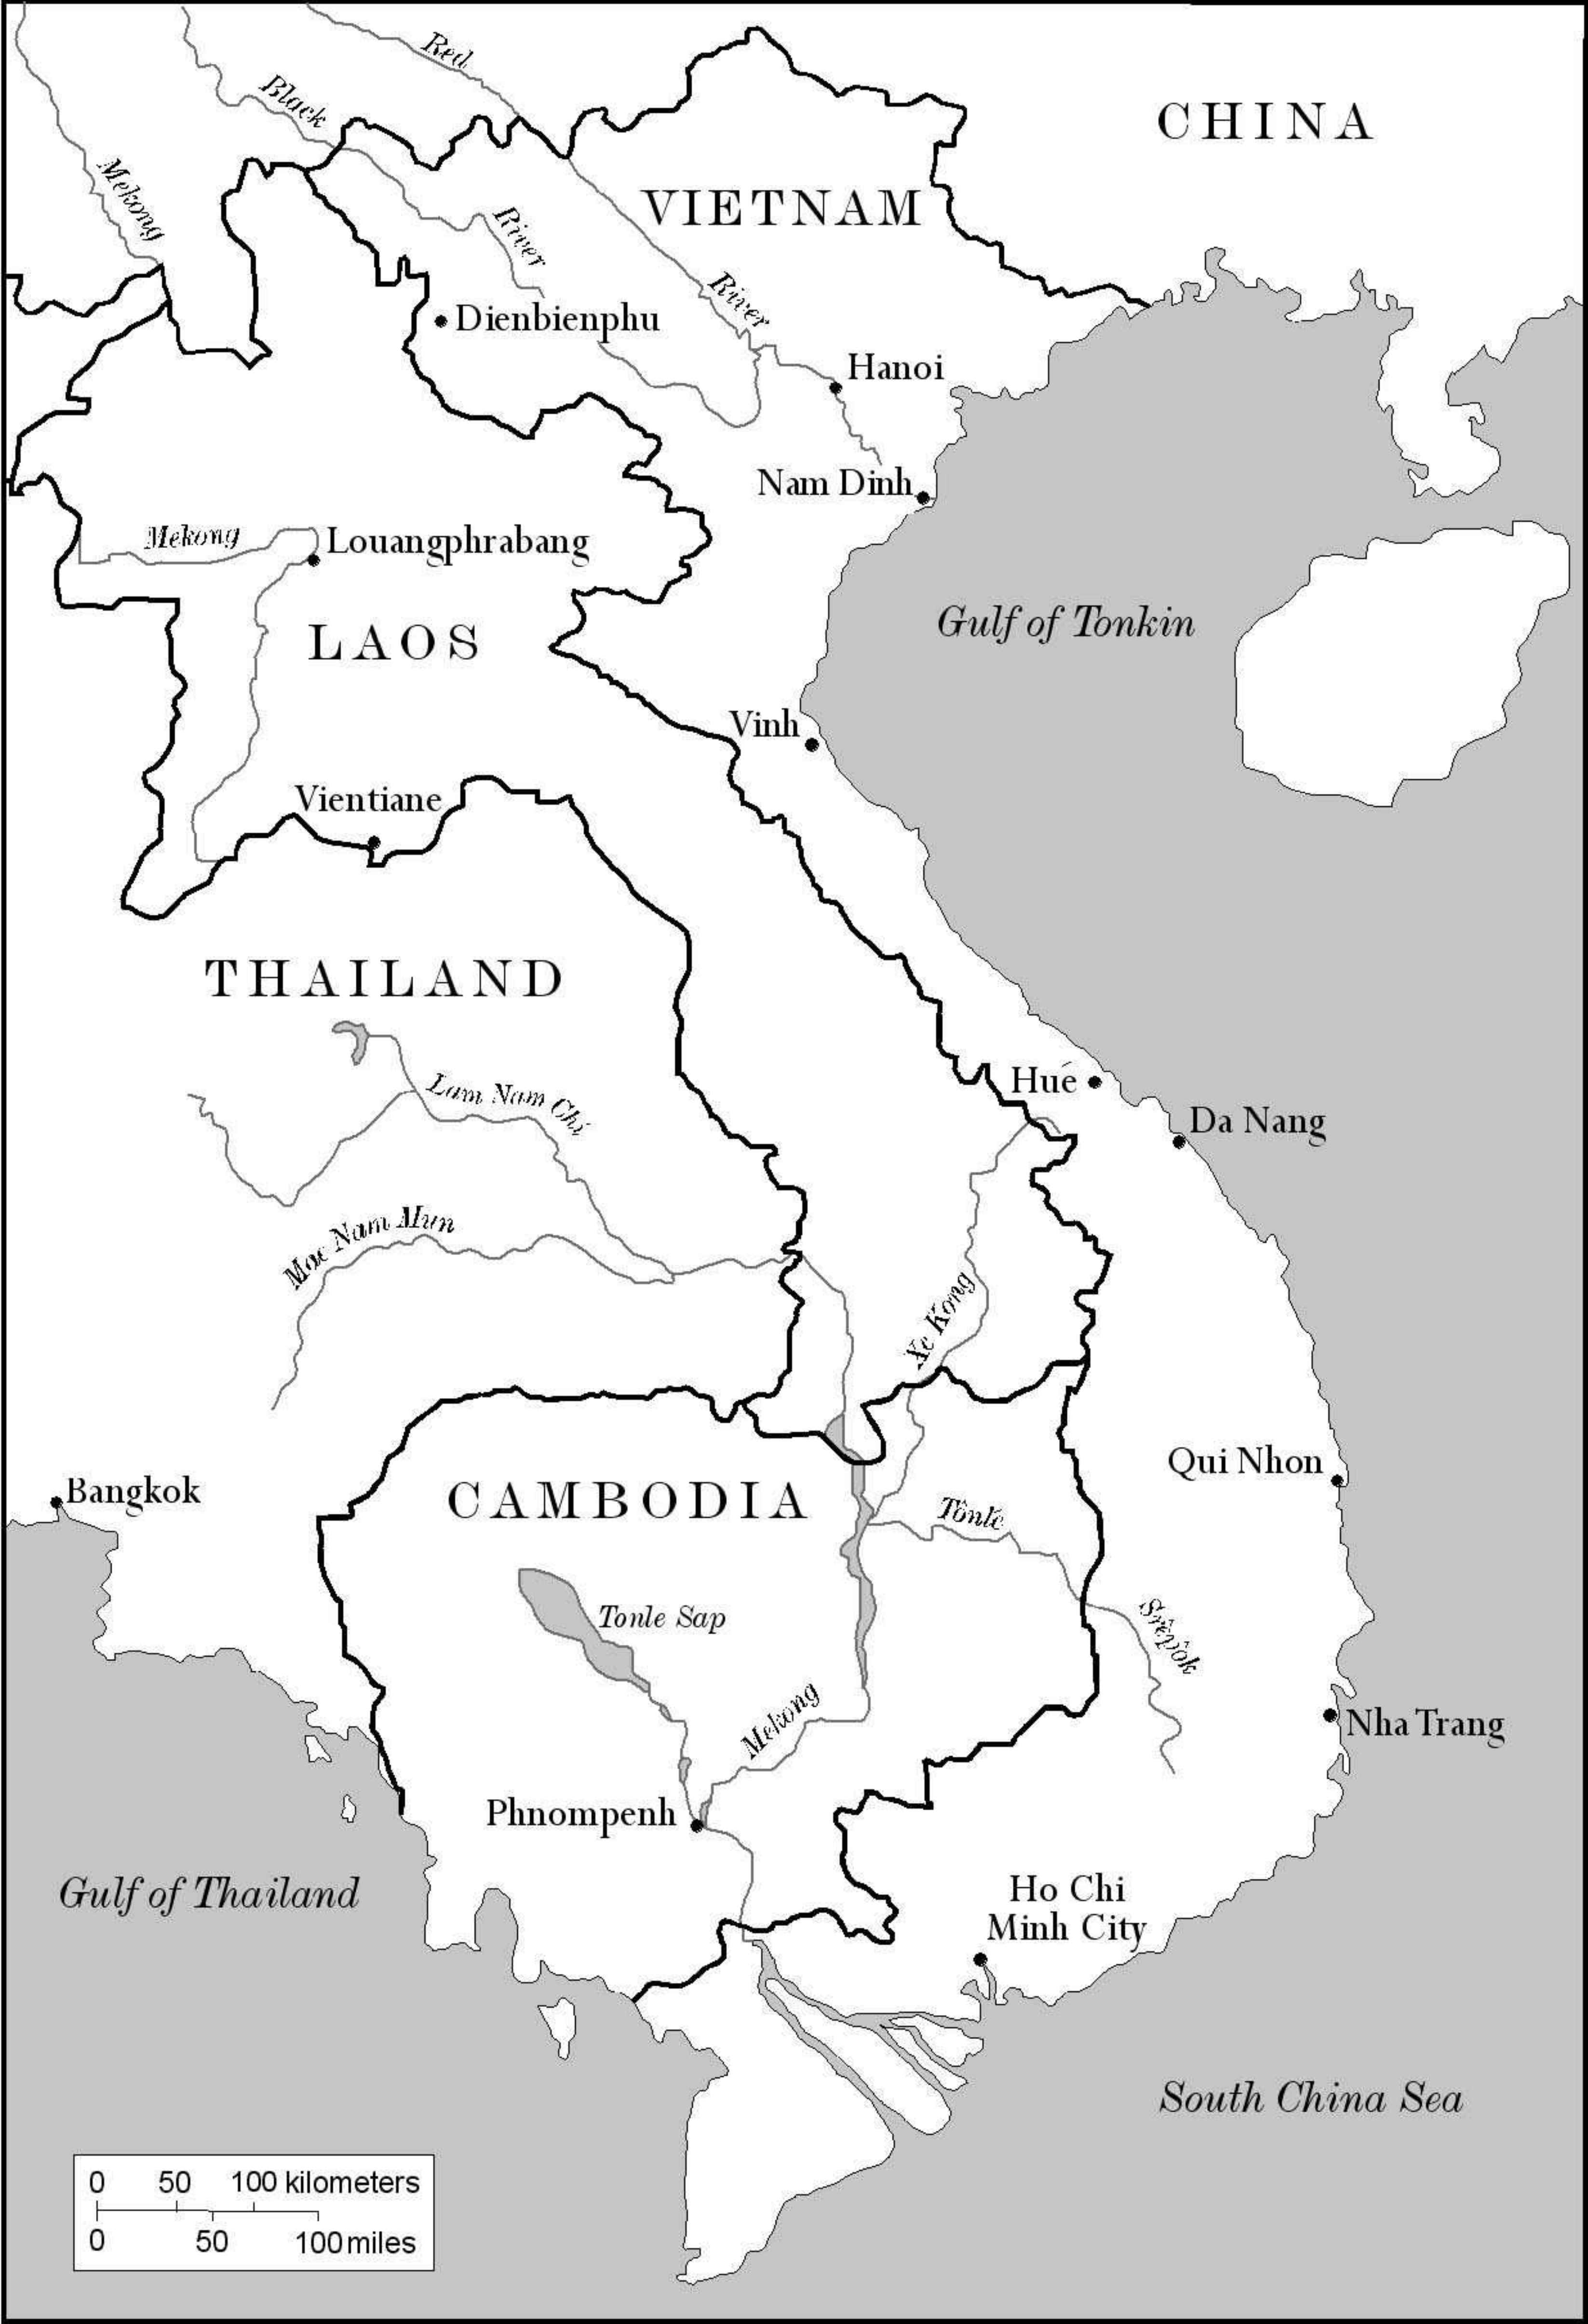 Red
Black
CHINA
Mekong
VIETNAM
River
River
Dienbienphu
Hanoi
Nam Dinh
Mekong
Louangphrabang
Gulf of Tonkin
LAOS
Vinh
Vientiane
THAILAND
Hué
Lam Nam Chi
Da Nang
Mae Nam Mun
Xe Kong
Qui Nhon
Bangkok
CAMBODIA
Tônlé
Tonle Sap
Srêpôk
Mekong
Nha Trang
Phnompenh
Gulf of Thailand
Ho Chi
Minh City
South China Sea
0 50 100 kilometers
0 50 100 miles